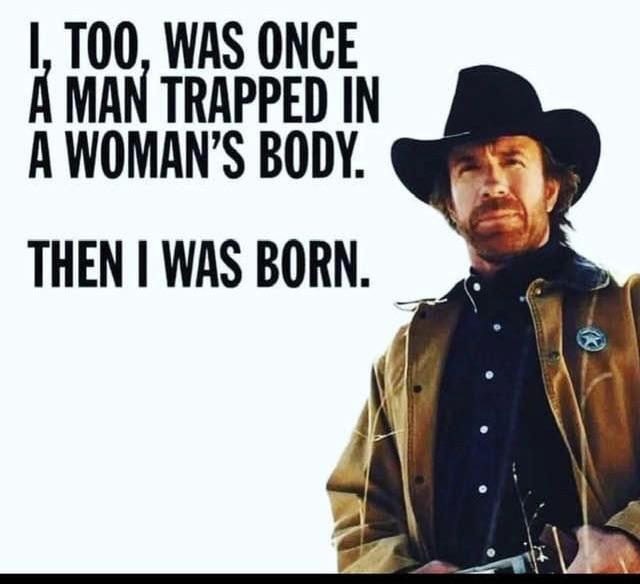 I, TOO, WAS ONCE
A MAN TRAPPED IN
A WOMAN'S BODY.
THEN I WAS BORN.